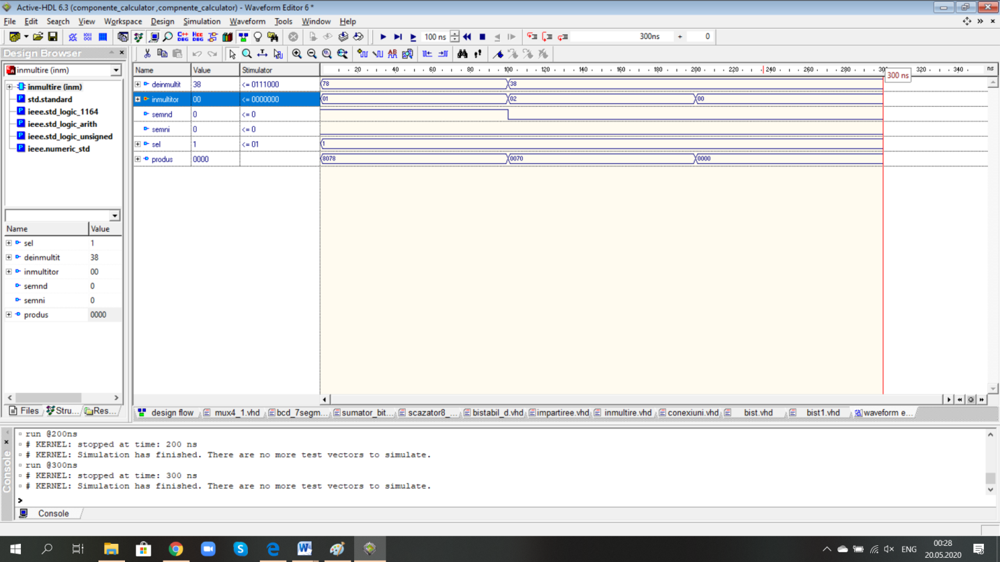 Active-HDL 6.3 (componente_calculator ,compnente_calculator) - Waveform Editor 6 *
File Edit Search View Workspace Design Simulation Waveform Tools Window Help
100 ns 300ns + 0
Design Browser
inmultire (inm)
inmultire (inm)
std.standard
ieee.std_logic_1164
ieee.std_logic_arith
ieee.std_logic_unsigned
ieee.numeric_std
Name Value
sel 1
deinmultit 38
inmultitor 00
semnd 0
semni 0
produs 0000
Files Stru... Res...
Name Value Stimulator 20 40 60 80 100 120 140 160 180 200 220 240 260 280 300 320 340 ns
300 ns
deinmultit 38 <= 0111000 78 38
inmultitor 00 <= 0000000 01 02 00
semnd 0 <= 0
semni 0 <= 0
sel 1 <= 01 1
produs 0000 8078 0070 0000
design flow mux4_1.vhd bcd_7segm... sumator_bit... scazator8_... bistabil_d.vhd impartiree.vhd inmultire.vhd conexiuni.vhd bist.vhd bist1.vhd waveform e...
Console
run @200ns
# KERNEL: stopped at time: 200 ns
# KERNEL: Simulation has finished. There are no more test vectors to simulate.
run @300ns
# KERNEL: stopped at time: 300 ns
# KERNEL: Simulation has finished. There are no more test vectors to simulate.
>
Console
ENG
00:28
20.05.2020